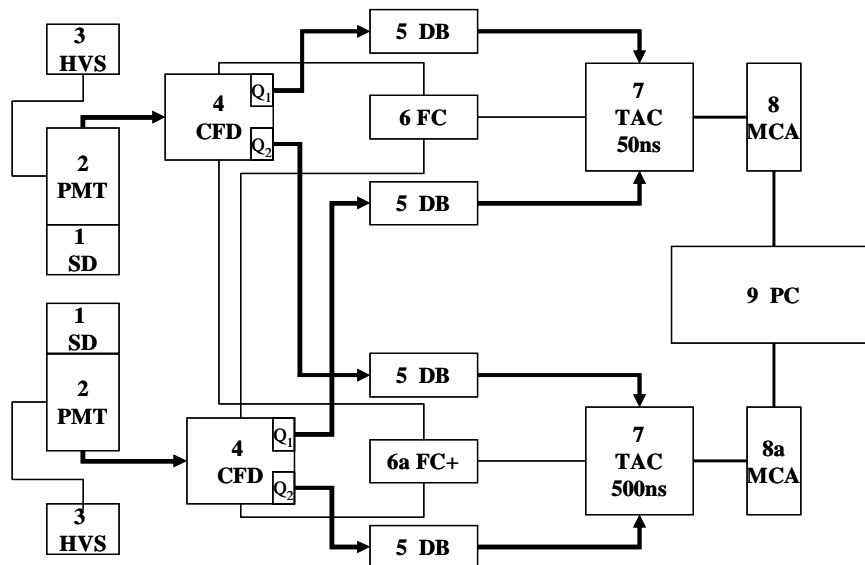 3
HVS
2
PMT
1
SD
4
CFD
Q1
Q2
5 DB
6 FC
5 DB
7
TAC
50ns
8
MCA
9 PC
1
SD
2
PMT
3
HVS
4
CFD
Q1
Q2
5 DB
6a FC+
5 DB
7
TAC
500ns
8a
MCA